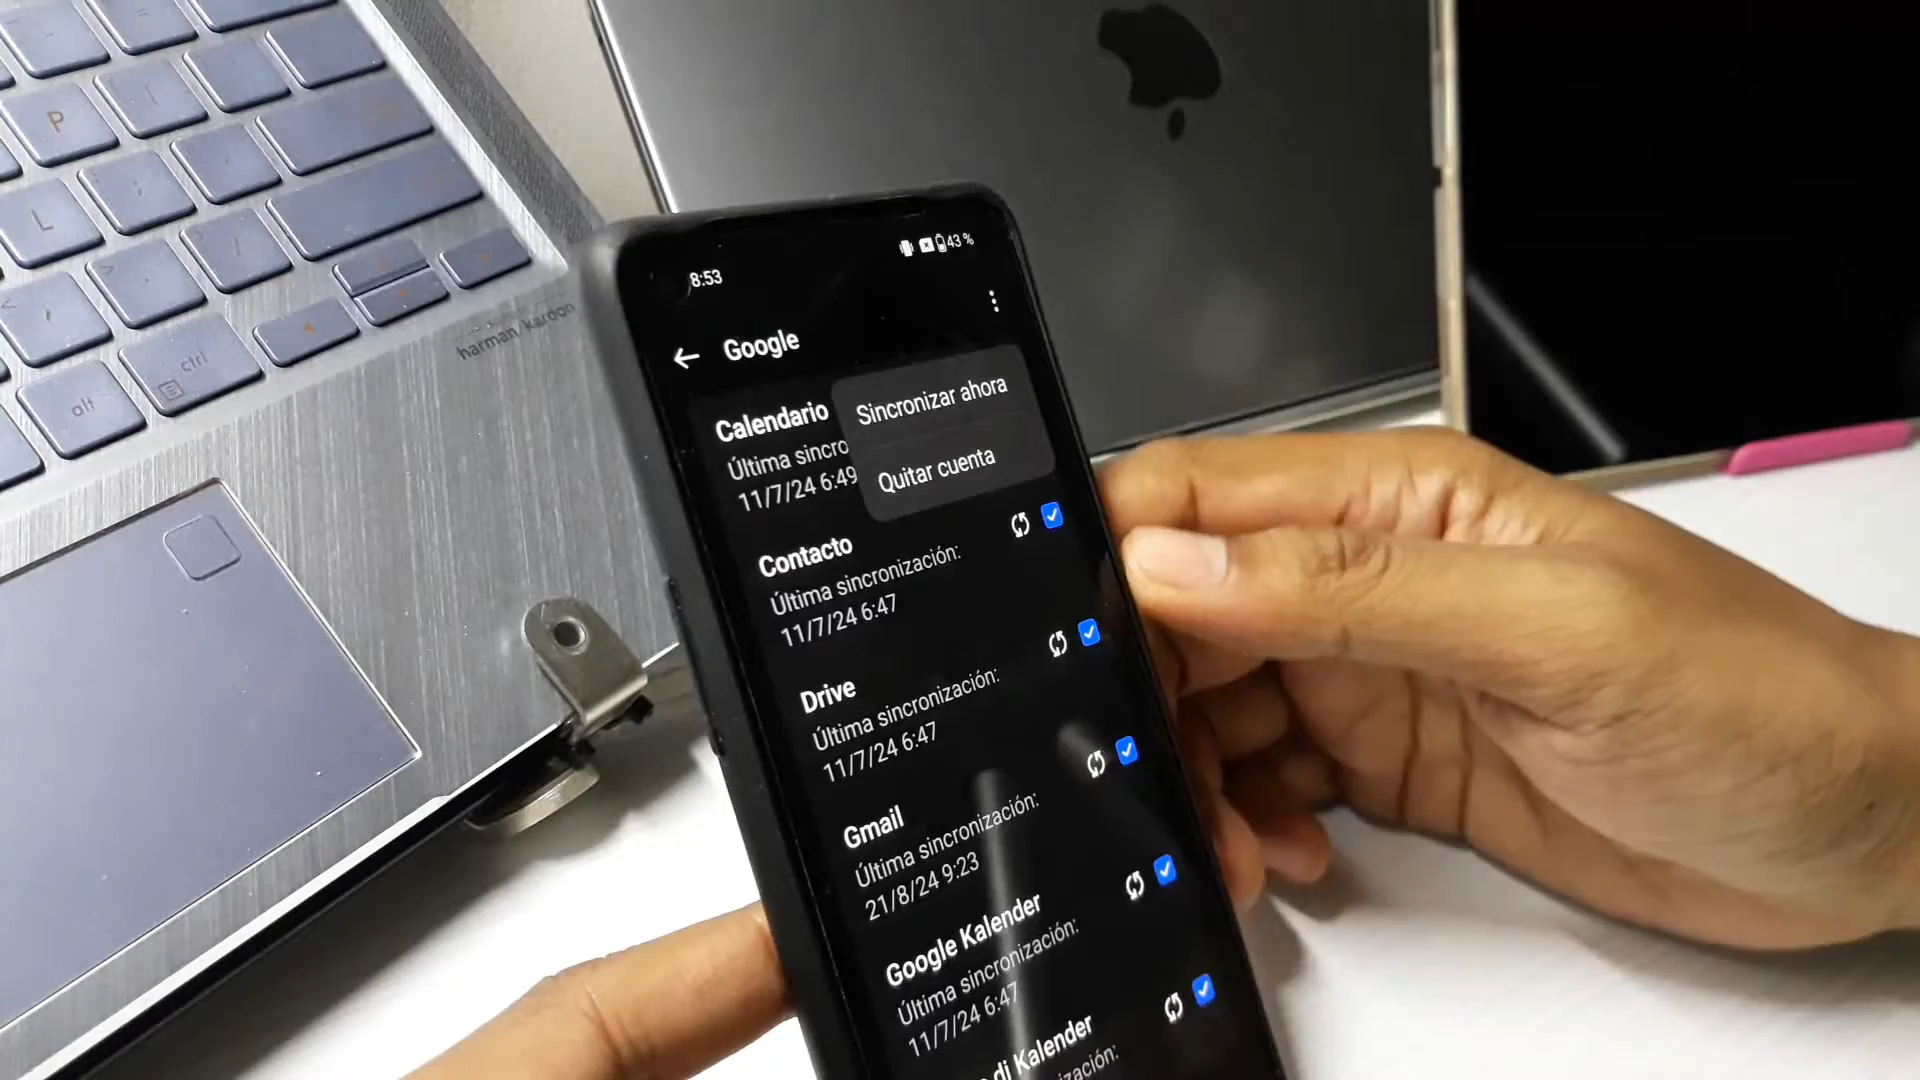 P
L
alt
ctrl
harman/kardon
8:53
43 %
Google
Sincronizar ahora
Quitar cuenta
Calendario
Última sincro
11/7/24 6:49
Contacto
Última sincronización:
11/7/24 6:47
Drive
Última sincronización:
11/7/24 6:47
Gmail
Última sincronización:
21/8/24 9:23
Google Kalender
Última sincronización:
11/7/24 6:47
di Kalender
ización: